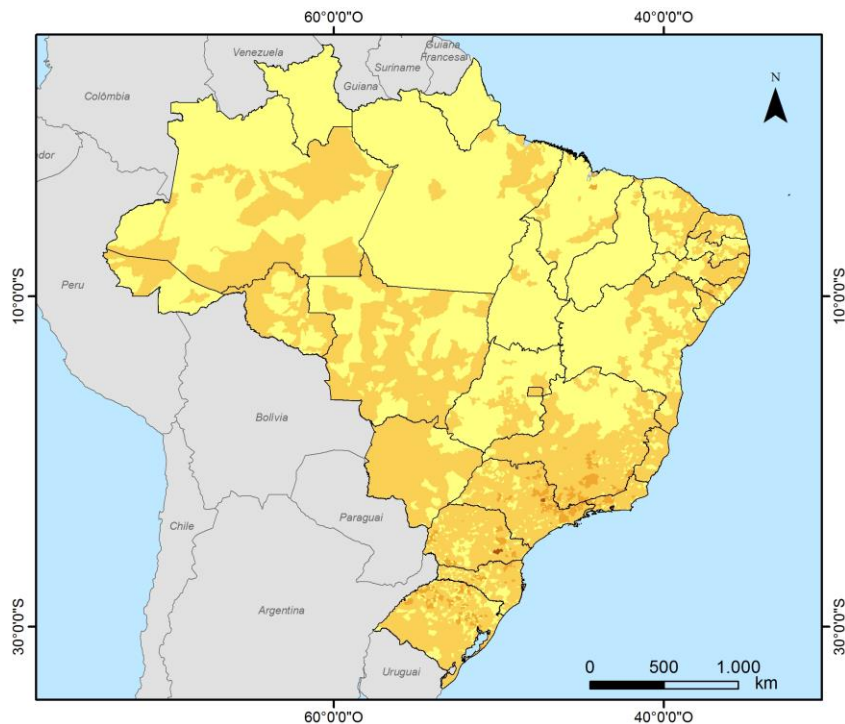 60°0'0"O
40°0'0"O
Venezuela
Guiana
Francesa
Suriname
Guiana
Colômbia
N
ador
Peru
10°0'0"S
10°0'0"S
Bolívia
Paraguai
Chile
Argentina
30°0'0"S
30°0'0"S
Uruguai
0 500 1.000
km
60°0'0"O
40°0'0"O